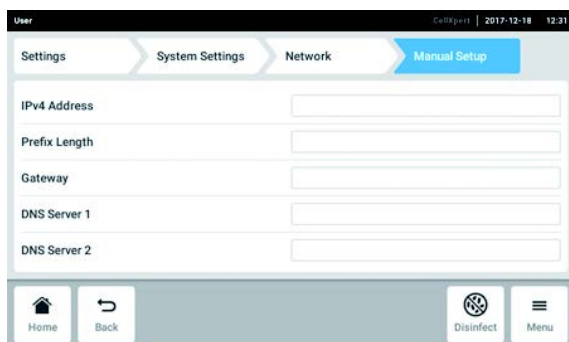 User CellXpert | 2017-12-18 12:31
Settings System Settings Network Manual Setup
IPv4 Address
Prefix Length
Gateway
DNS Server 1
DNS Server 2
Home Back Disinfect Menu